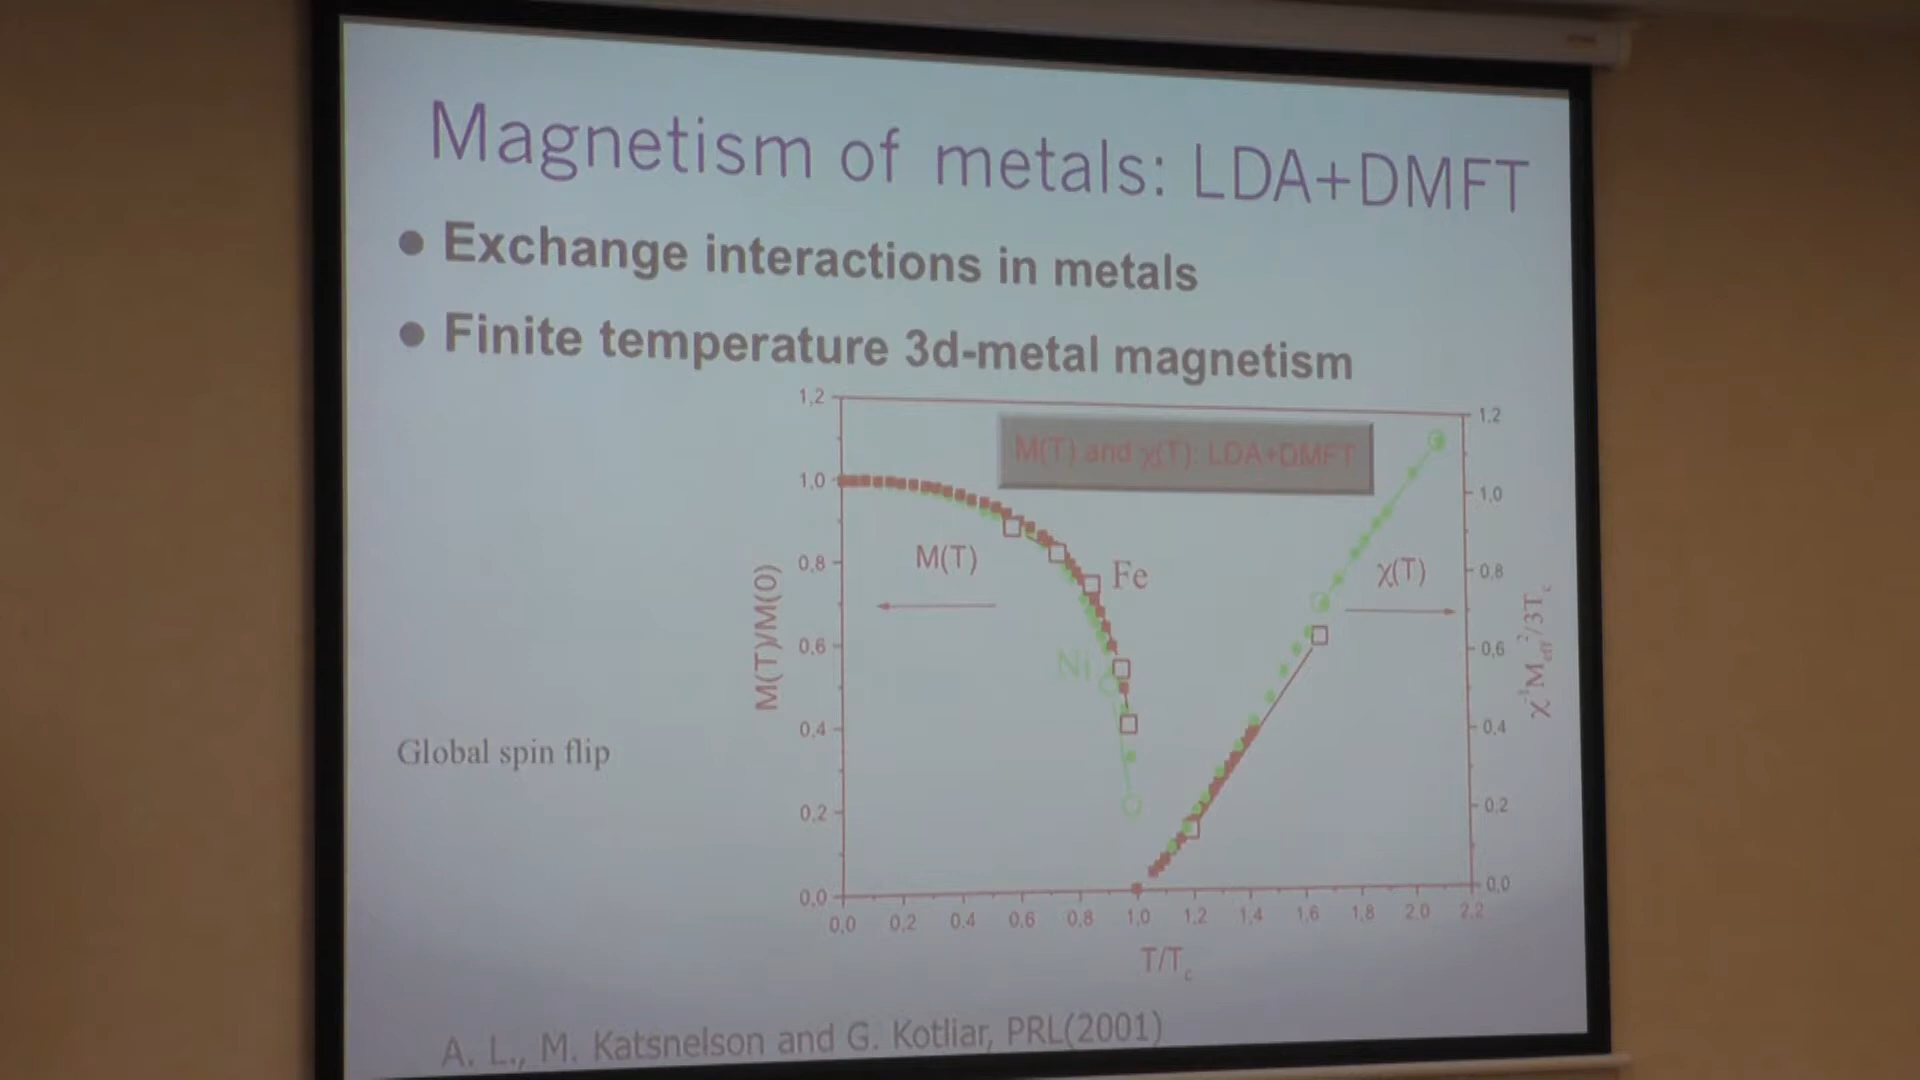 Magnetism of metals: LDA+DMFT
● Exchange interactions in metals
● Finite temperature 3d-metal magnetism
M(T) and χ(T): LDA+DMFT
1,2
1,0
0,8
0,6
0,4
0,2
0,0
M(T)/M(0)
M(T)
Fe
Ni
χ(T)
1,2
1,0
0,8
0,6
0,4
0,2
0,0
χ⁻¹M_eff²/3T_c
Global spin flip
0,0 0,2 0,4 0,6 0,8 1,0 1,2 1,4 1,6 1,8 2,0 2,2
T/T_c
A. L., M. Katsnelson and G. Kotliar, PRL(2001)